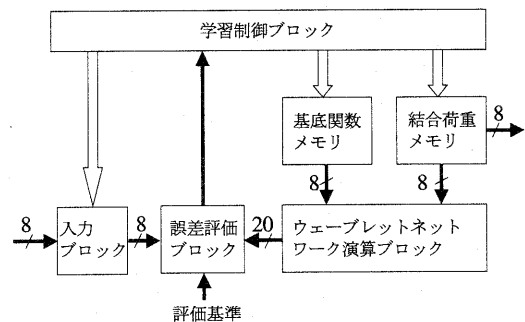 学習制御ブロック
基底関数
メモリ
結合荷重
メモリ
8
8
8
8
入力
ブロック
8
誤差評価
ブロック
20
ウェーブレットネット
ワーク演算ブロック
評価基準